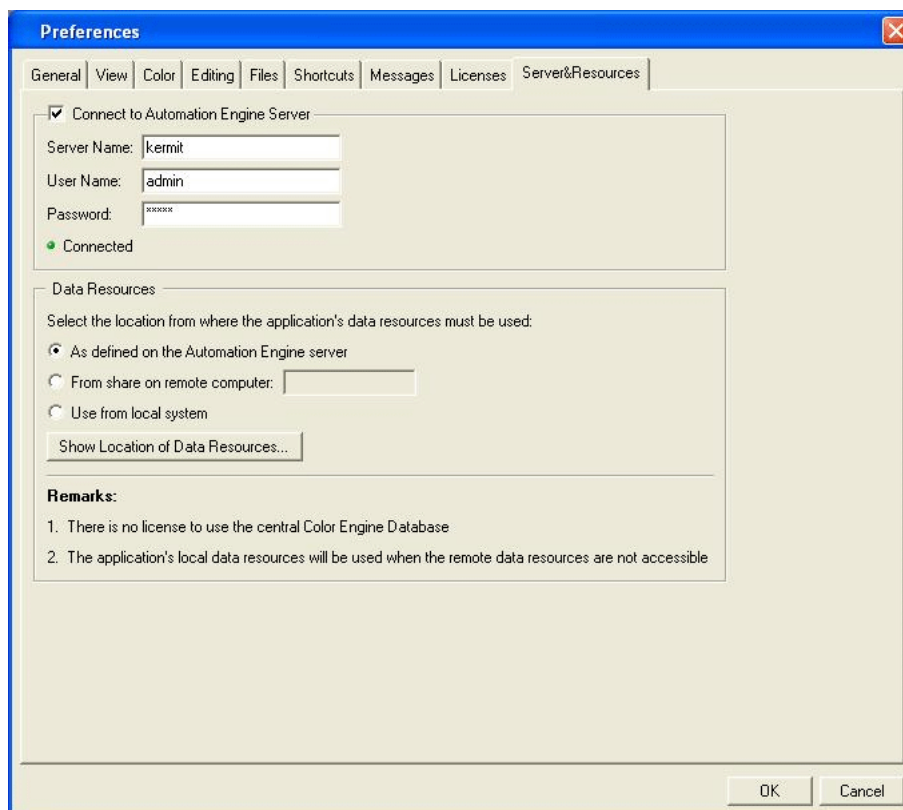 Preferences
General View Color Editing Files Shortcuts Messages Licenses Server&Resources
Connect to Automation Engine Server
Server Name: kermit
User Name: admin
Password: *****
Connected
Data Resources
Select the location from where the application's data resources must be used:
As defined on the Automation Engine server
From share on remote computer:
Use from local system
Show Location of Data Resources...
Remarks:
1. There is no license to use the central Color Engine Database
2. The application's local data resources will be used when the remote data resources are not accessible
OK Cancel